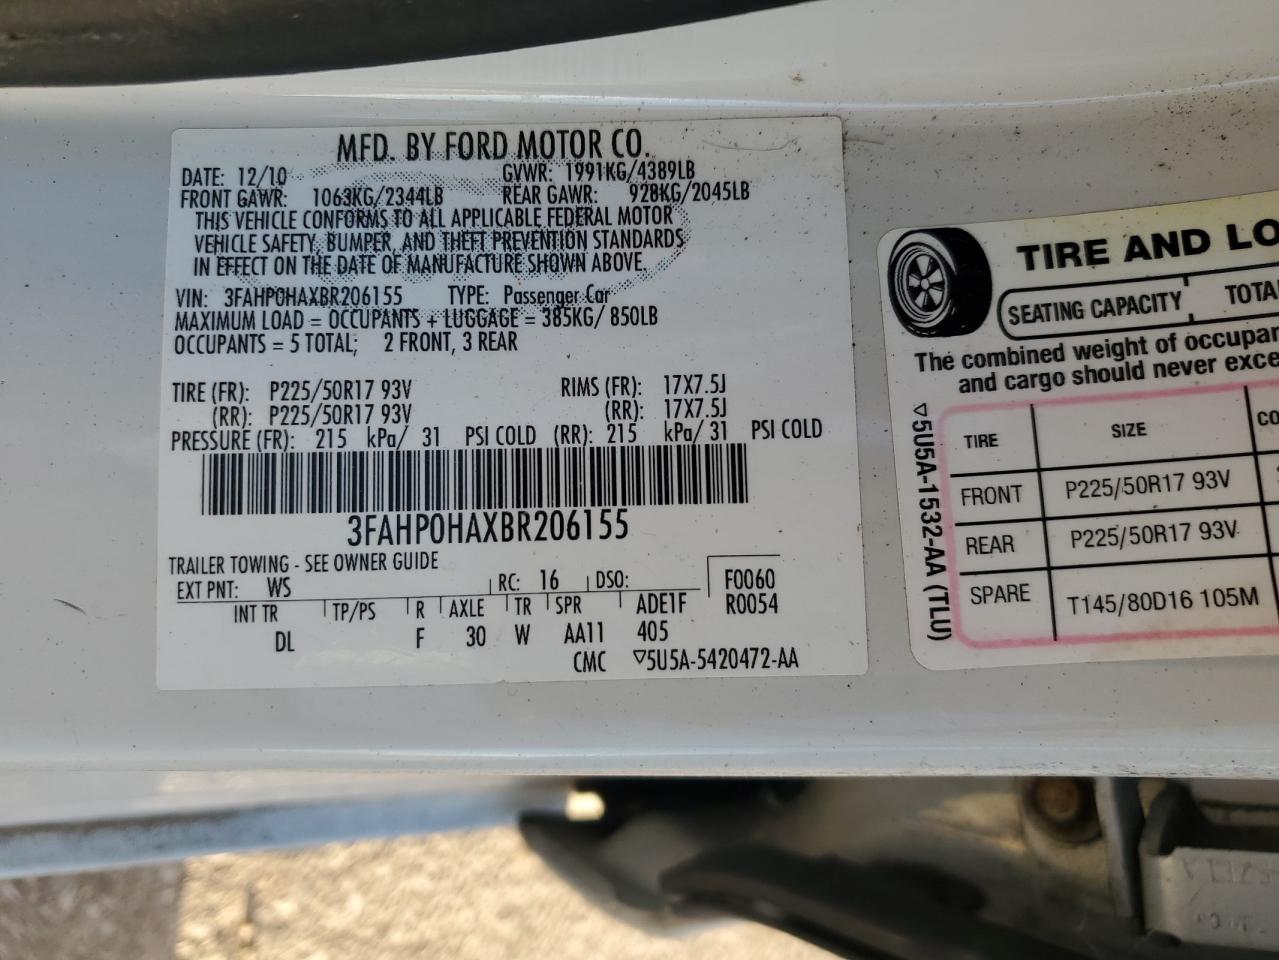 MFD. BY FORD MOTOR CO.
DATE: 12/10 GVWR: 1991KG/4389LB
FRONT GAWR: 1063KG/2344LB REAR GAWR: 928KG/2045LB
THIS VEHICLE CONFORMS TO ALL APPLICABLE FEDERAL MOTOR
VEHICLE SAFETY, BUMPER, AND THEFT PREVENTION STANDARDS
IN EFFECT ON THE DATE OF MANUFACTURE SHOWN ABOVE.
VIN: 3FAHP0HAXBR206155 TYPE: Passenger Car
MAXIMUM LOAD = OCCUPANTS + LUGGAGE = 385KG/ 850LB
OCCUPANTS = 5 TOTAL; 2 FRONT, 3 REAR
TIRE (FR): P225/50R17 93V RIMS (FR): 17X7.5J
(RR): P225/50R17 93V (RR): 17X7.5J
PRESSURE (FR): 215 kPa/ 31 PSI COLD (RR): 215 kPa/ 31 PSI COLD
3FAHP0HAXBR206155
TRAILER TOWING - SEE OWNER GUIDE
EXT PNT: WS RC: 16 DSO: F0060
INT TR TP/PS R AXLE TR SPR ADE1F R0054
DL F 30 W AA11 405
CMC ▽5U5A-5420472-AA
TIRE AND LO
SEATING CAPACITY TOTA
The combined weight of occupan
and cargo should never exce
TIRE SIZE CO
FRONT P225/50R17 93V
REAR P225/50R17 93V
SPARE T145/80D16 105M
▽5U5A-1532-AA (TLU)